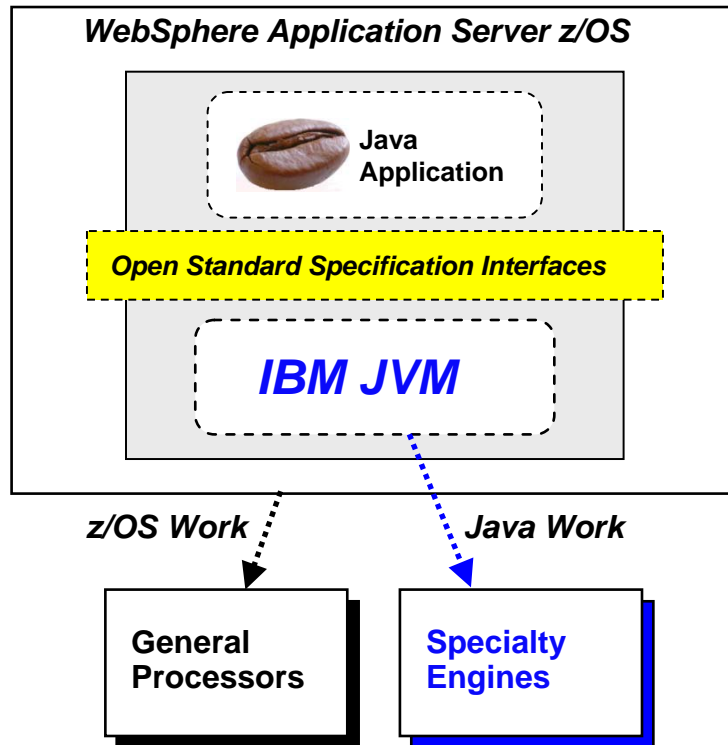 WebSphere Application Server z/OS
Java
Application
Open Standard Specification Interfaces
IBM JVM
z/OS Work
Java Work
General
Processors
Specialty
Engines